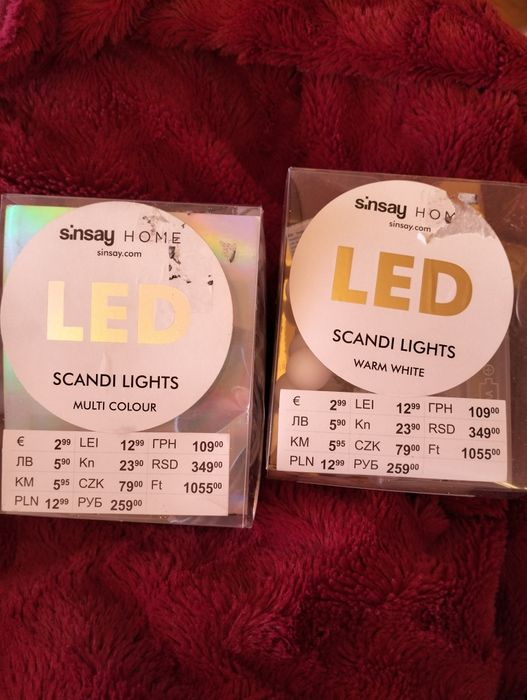 sinsay HOME
sinsay.com
LED
SCANDI LIGHTS
MULTI COLOUR
€ 2⁹⁹ LEI 12⁹⁹ ГРН 109⁰⁰
ЛВ 5⁹⁰ Kn 23⁹⁰ RSD 349⁰⁰
KM 5⁹⁵ CZK 79⁰⁰ Ft 1055⁰⁰
PLN 12⁹⁹ РУБ 259⁰⁰
sinsay HOM
sinsay.com
LED
SCANDI LIGHTS
WARM WHITE
€ 2⁹⁹ LEI 12⁹⁹ ГРН 109⁰⁰
ЛВ 5⁹⁰ Kn 23⁹⁰ RSD 349⁰⁰
KM 5⁹⁵ CZK 79⁰⁰ Ft 1055⁰⁰
PLN 12⁹⁹ РУБ 259⁰⁰